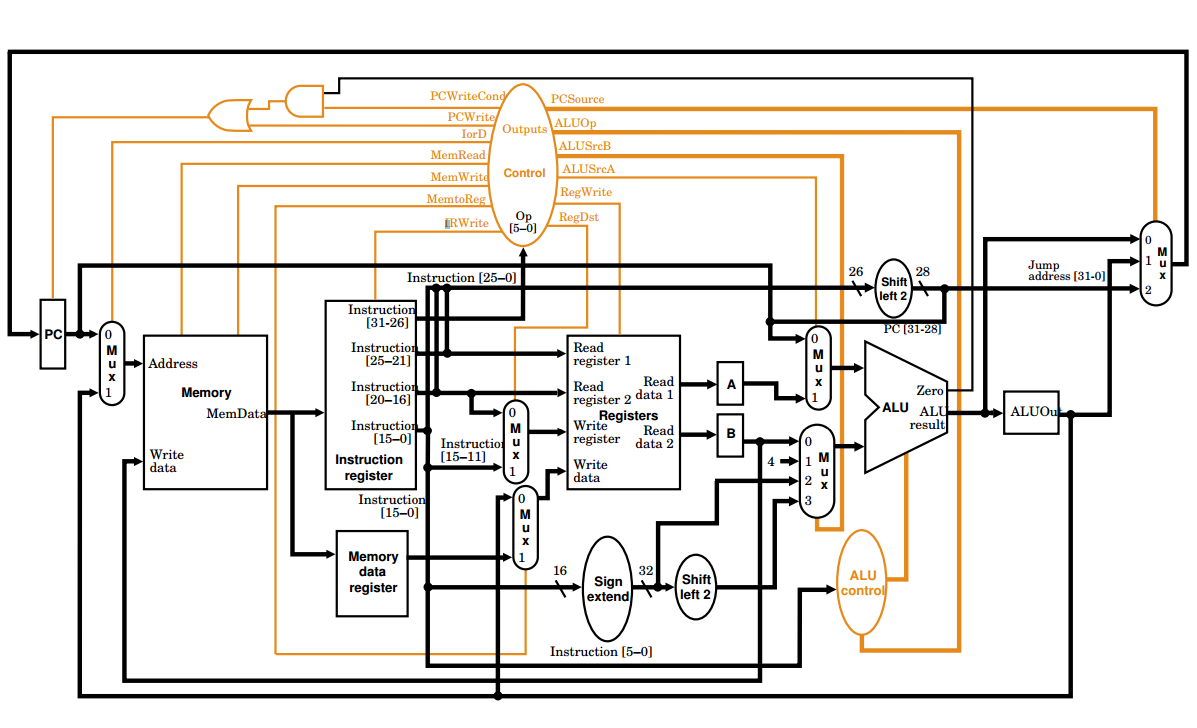 PCWriteCond
PCSource
PCWrite
ALUOp
Outputs
IorD
ALUSrcB
MemRead
ALUSrcA
Control
MemWrite
RegWrite
MemtoReg
RegDst
IRWrite
Op
[5–0]
Instruction [25–0]
26
28
Shift
left 2
Jump
address [31-0]
0
1
2
M
u
x
PC [31-28]
PC
0
M
u
x
1
Address
Memory
MemData
Write
data
Instruction
[31-26]
Instruction
[25–21]
Instruction
[20–16]
Instruction
[15–0]
Instruction
register
Instruction
[15–11]
0
M
u
x
1
Read
register 1
Read
register 2
Registers
Write
register
Write
data
Read
data 1
Read
data 2
A
B
0
M
u
x
1
4
0
1
2
3
M
u
x
Zero
ALU
ALU
result
ALUOut
Instruction
[15–0]
0
M
u
x
1
Memory
data
register
16
Sign
extend
32
Shift
left 2
ALU
control
Instruction [5–0]